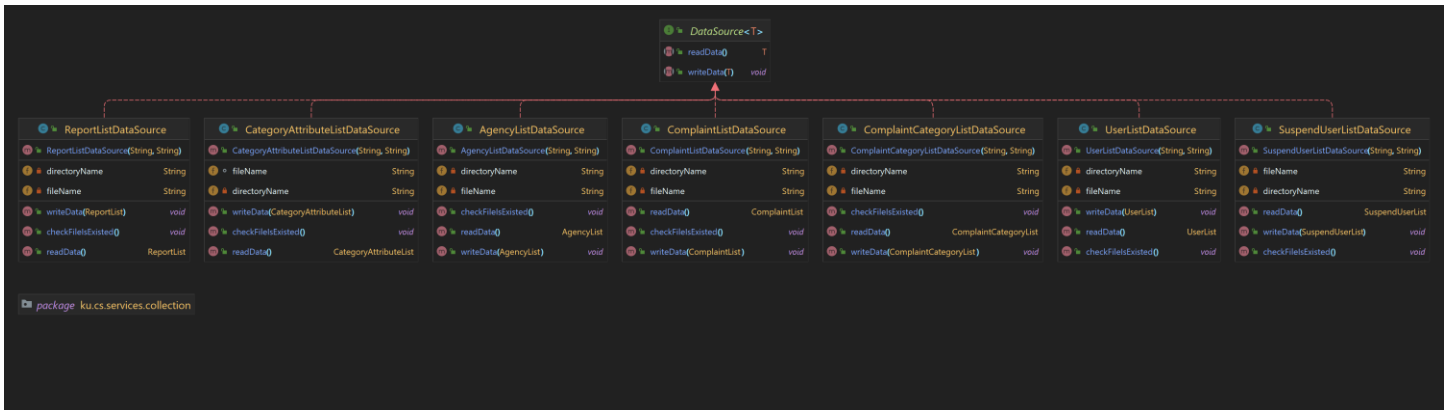 DataSource<T>
readData() T
writeData(T) void
ReportListDataSource
ReportListDataSource(String, String)
directoryName String
fileName String
writeData(ReportList) void
checkFileIsExisted() void
readData() ReportList
CategoryAttributeListDataSource
CategoryAttributeListDataSource(String, String)
fileName String
directoryName String
writeData(CategoryAttributeList) void
checkFileIsExisted() void
readData() CategoryAttributeList
AgencyListDataSource
AgencyListDataSource(String, String)
directoryName String
fileName String
checkFileIsExisted() void
readData() AgencyList
writeData(AgencyList) void
ComplaintListDataSource
ComplaintListDataSource(String, String)
directoryName String
fileName String
readData() ComplaintList
checkFileIsExisted() void
writeData(ComplaintList) void
ComplaintCategoryListDataSource
ComplaintCategoryListDataSource(String, String)
directoryName String
fileName String
checkFileIsExisted() void
readData() ComplaintCategoryList
writeData(ComplaintCategoryList) void
UserListDataSource
UserListDataSource(String, String)
directoryName String
fileName String
writeData(UserList) void
readData() UserList
checkFileIsExisted() void
SuspendUserListDataSource
SuspendUserListDataSource(String, String)
fileName String
directoryName String
readData() SuspendUserList
writeData(SuspendUserList) void
checkFileIsExisted() void
package ku.cs.services.collection